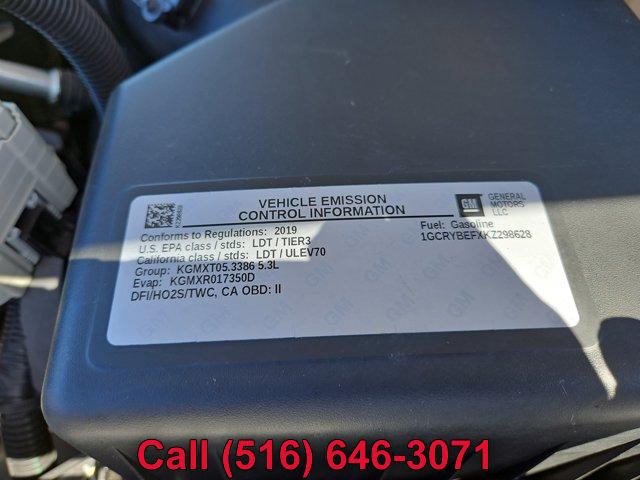 VEHICLE EMISSION
CONTROL INFORMATION
GM GENERAL
MOTORS
LLC
Conforms to Regulations: 2019
U.S. EPA class / stds: LDT / TIER3
California class / stds: LDT / ULEV70
Group: KGMXT05.3386 5.3L
Evap: KGMXR017350D
DFI/HO2S/TWC, CA OBD: II
Fuel: Gasoline
1GCRYBEFXKZ298628
Call (516) 646-3071